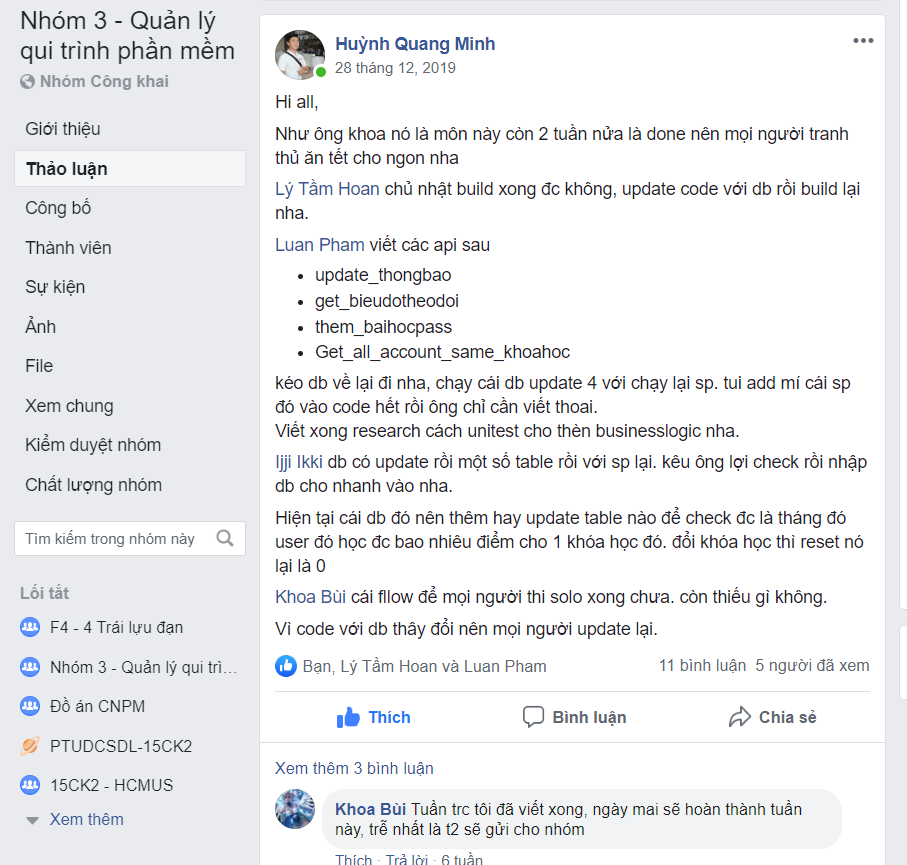 Nhóm 3 - Quản lý
qui trình phần mềm
Nhóm Công khai
Giới thiệu
Thảo luận
Công bố
Thành viên
Sự kiện
Ảnh
File
Xem chung
Kiểm duyệt nhóm
Chất lượng nhóm
Tìm kiếm trong nhóm này
Lối tắt
F4 - 4 Trái lựu đạn
Nhóm 3 - Quản lý qui trì...
Đồ án CNPM
PTUDCSDL-15CK2
15CK2 - HCMUS
Xem thêm
Huỳnh Quang Minh
28 tháng 12, 2019
Hi all,
Như ông khoa nó là môn này còn 2 tuần nửa là done nên mọi người tranh
thủ ăn tết cho ngon nha
Lý Tầm Hoan chủ nhật build xong đc không, update code với db rồi build lại
nha.
Luan Pham viết các api sau
• update_thongbao
• get_bieudotheodoi
• them_baihocpass
• Get_all_account_same_khoahoc
kéo db về lại đi nha, chạy cái db update 4 với chạy lại sp. tui add mí cái sp
đó vào code hết rồi ông chỉ cần viết thoai.
Viết xong research cách unitest cho thèn businesslogic nha.
Ijji Ikki db có update rồi một số table rồi với sp lại. kêu ông lợi check rồi nhập
db cho nhanh vào nha.
Hiện tại cái db đó nên thêm hay update table nào để check đc là tháng đó
user đó học đc bao nhiêu điểm cho 1 khóa học đó. đổi khóa học thì reset nó
lại là 0
Khoa Bùi cái fllow để mọi người thi solo xong chưa. còn thiếu gì không.
Vì code với db thây đổi nên mọi người update lại.
Bạn, Lý Tầm Hoan và Luan Pham
11 bình luận 5 người đã xem
Thích
Bình luận
Chia sẻ
Xem thêm 3 bình luận
Khoa Bùi Tuần trc tôi đã viết xong, ngày mai sẽ hoàn thành tuần
này, trễ nhất là t2 sẽ gửi cho nhóm
Thích · Trả lời · 6 tuần